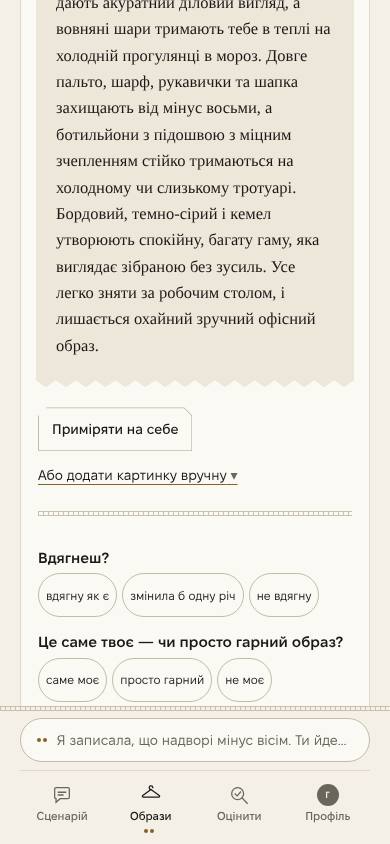 дають акуратний діловий вигляд, а
вовняні шари тримають тебе в теплі на
холодній прогулянці в мороз. Довге
пальто, шарф, рукавички та шапка
захищають від мінус восьми, а
ботильйони з підошвою з міцним
зчепленням стійко тримаються на
холодному чи слизькому тротуарі.
Бордовий, темно-сірий і кемел
утворюють спокійну, багату гаму, яка
виглядає зібраною без зусиль. Усе
легко зняти за робочим столом, і
лишається охайний зручний офісний
образ.
Приміряти на себе
Або додати картинку вручну ▾
Вдягнеш?
вдягну як є
змінила б одну річ
не вдягну
Це саме твоє — чи просто гарний образ?
саме моє
просто гарний
не моє
Я записала, що надворі мінус вісім. Ти йде...
Сценарій
Образи
Оцінити
Г
Профіль